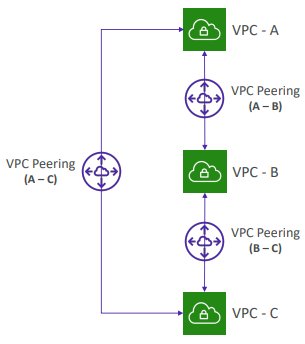 VPC - A
VPC Peering
(A – B)
VPC Peering
(A – C)
VPC - B
VPC Peering
(B – C)
VPC - C